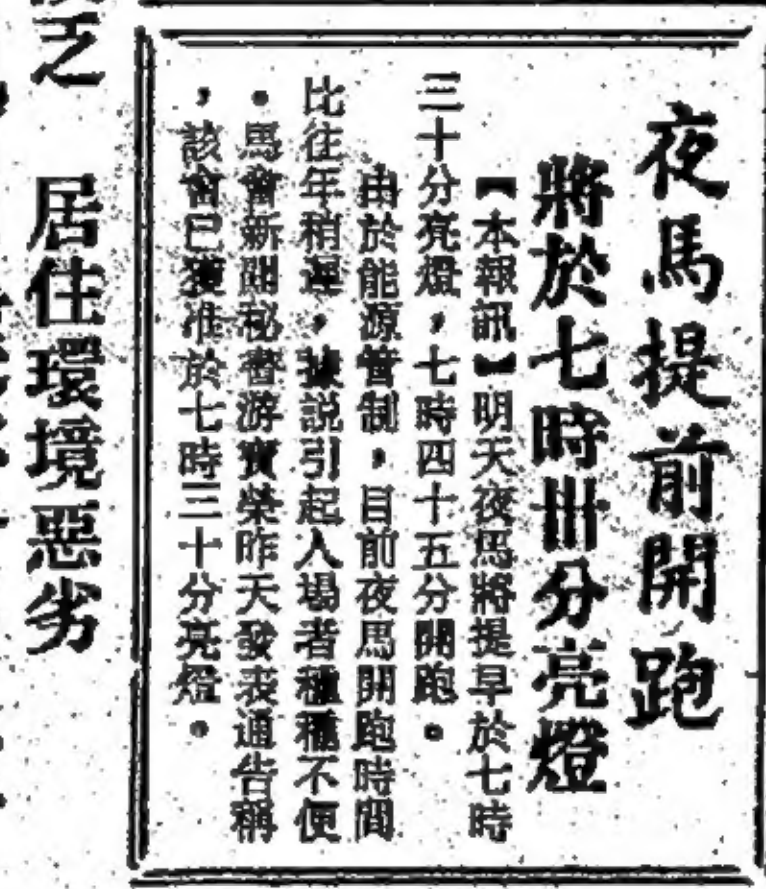 夜馬提前開跑
將於七時卅分亮燈
【本報訊】明天夜馬將提早於七時
三十分亮燈,七時四十五分開跑。
由於能源管制,目前夜馬開跑時間
比往年稍遲,據説引起入場者種種不便
。馬會新聞秘書游寶榮昨天發表通告稱
,該會已獲准於七時三十分亮燈。
乏 居住環境惡劣